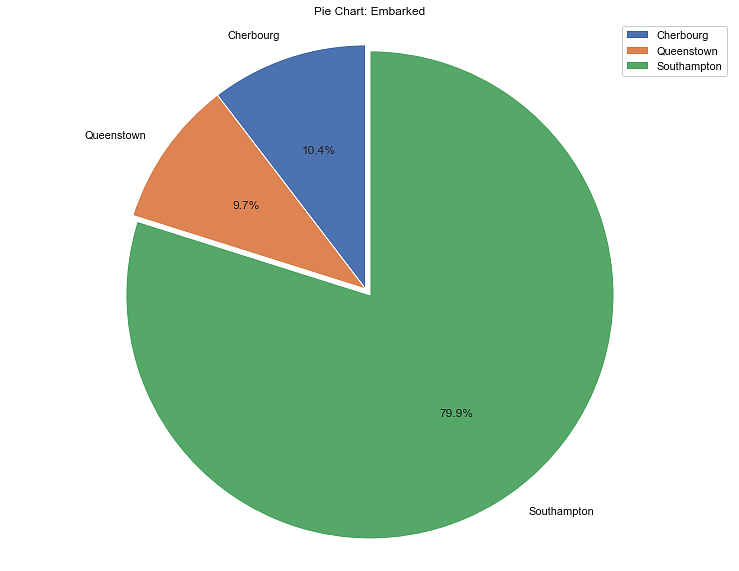 Pie Chart: Embarked
Cherbourg
Cherbourg
Queenstown
Southampton
Queenstown
10.4%
9.7%
79.9%
Southampton